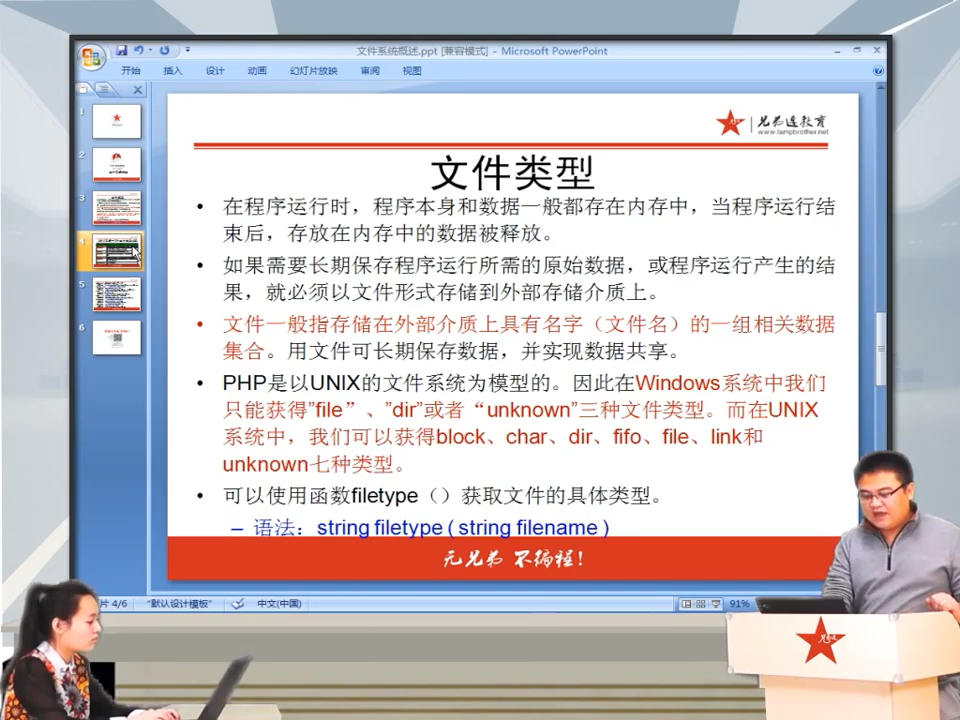 文件系统概述.ppt [兼容模式] - Microsoft PowerPoint
开始 插入 设计 动画 幻灯片放映 审阅 视图
兄弟连教育
www.lampbrother.net
文件类型
• 在程序运行时，程序本身和数据一般都存在内存中，当程序运行结
束后，存放在内存中的数据被释放。
• 如果需要长期保存程序运行所需的原始数据，或程序运行产生的结
果，就必须以文件形式存储到外部存储介质上。
• 文件一般指存储在外部介质上具有名字（文件名）的一组相关数据
集合。用文件可长期保存数据，并实现数据共享。
• PHP是以UNIX的文件系统为模型的。因此在Windows系统中我们
只能获得”file”、”dir”或者“unknown”三种文件类型。而在UNIX
系统中，我们可以获得block、char、dir、fifo、file、link和
unknown七种类型。
• 可以使用函数filetype（）获取文件的具体类型。
– 语法：string filetype ( string filename )
无兄弟 不编程！
1
2
3
4
5
6
片 4/6 “默认设计模板” 中文(中国) 91%